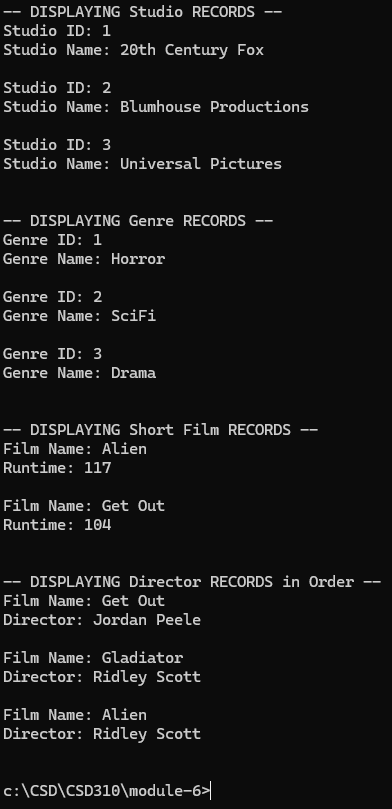 -- DISPLAYING Studio RECORDS --
Studio ID: 1
Studio Name: 20th Century Fox
Studio ID: 2
Studio Name: Blumhouse Productions
Studio ID: 3
Studio Name: Universal Pictures
-- DISPLAYING Genre RECORDS --
Genre ID: 1
Genre Name: Horror
Genre ID: 2
Genre Name: SciFi
Genre ID: 3
Genre Name: Drama
-- DISPLAYING Short Film RECORDS --
Film Name: Alien
Runtime: 117
Film Name: Get Out
Runtime: 104
-- DISPLAYING Director RECORDS in Order --
Film Name: Get Out
Director: Jordan Peele
Film Name: Gladiator
Director: Ridley Scott
Film Name: Alien
Director: Ridley Scott
c:\CSD\CSD310\module-6>